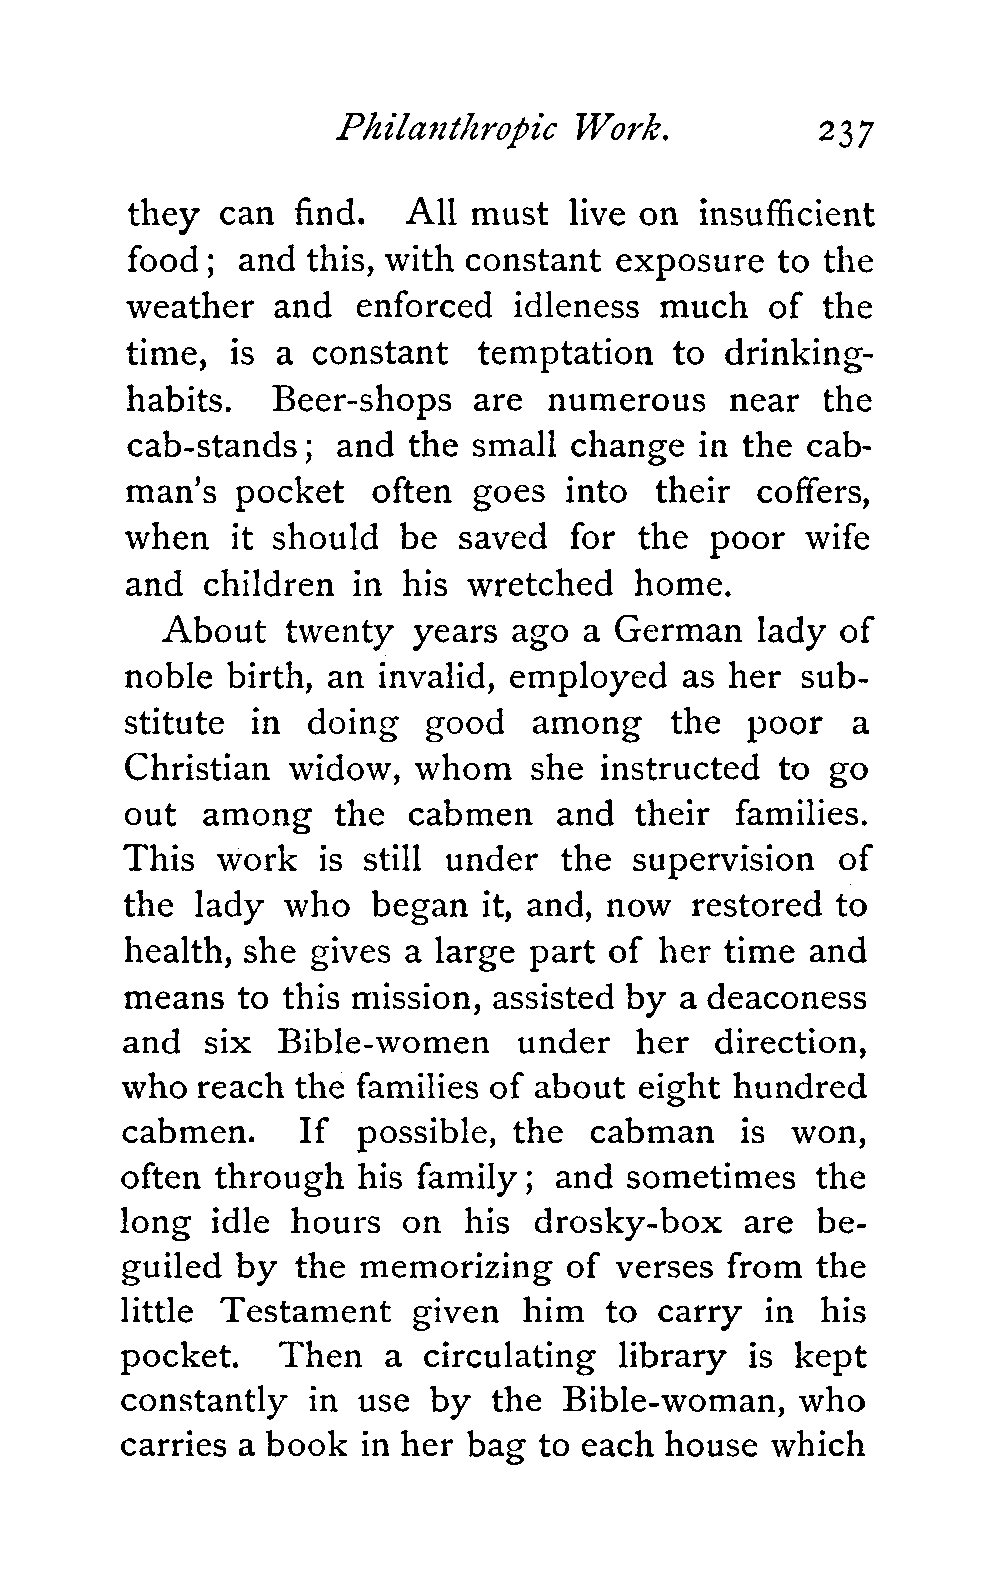 Philanthropic Work. 237
they can find. All must live on insufficient
food; and this, with constant exposure to the
weather and enforced idleness much of the
time, is a constant temptation to drinking-
habits. Beer-shops are numerous near the
cab-stands; and the small change in the cab-
man's pocket often goes into their coffers,
when it should be saved for the poor wife
and children in his wretched home.
About twenty years ago a German lady of
noble birth, an invalid, employed as her sub-
stitute in doing good among the poor a
Christian widow, whom she instructed to go
out among the cabmen and their families.
This work is still under the supervision of
the lady who began it, and, now restored to
health, she gives a large part of her time and
means to this mission, assisted by a deaconess
and six Bible-women under her direction,
who reach the families of about eight hundred
cabmen. If possible, the cabman is won,
often through his family; and sometimes the
long idle hours on his drosky-box are be-
guiled by the memorizing of verses from the
little Testament given him to carry in his
pocket. Then a circulating library is kept
constantly in use by the Bible-woman, who
carries a book in her bag to each house which